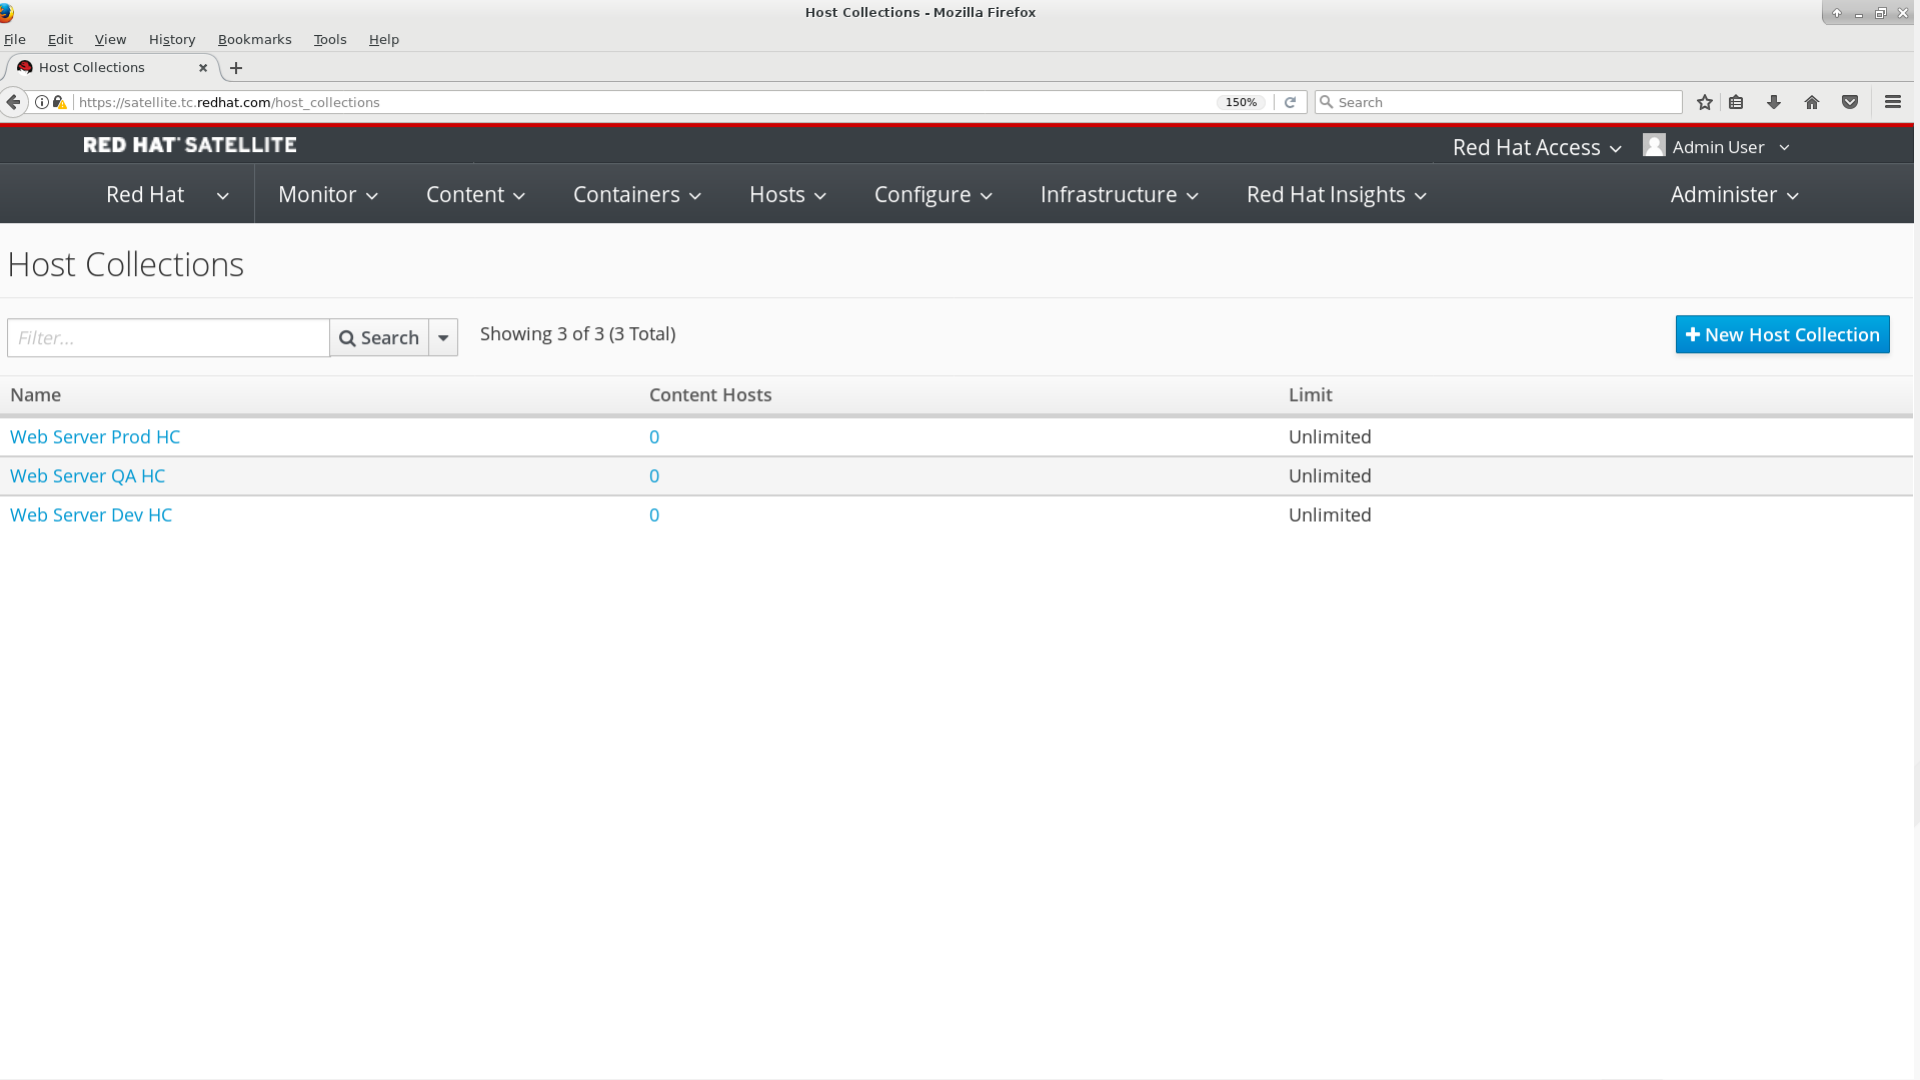 Host Collections - Mozilla Firefox
File Edit View History Bookmarks Tools Help
Host Collections
https://satellite.tc.redhat.com/host_collections 150% Search
RED HAT SATELLITE Red Hat Access Admin User
Red Hat Monitor Content Containers Hosts Configure Infrastructure Red Hat Insights Administer
Host Collections
Filter... Search Showing 3 of 3 (3 Total) New Host Collection
Name Content Hosts Limit
Web Server Prod HC 0 Unlimited
Web Server QA HC 0 Unlimited
Web Server Dev HC 0 Unlimited